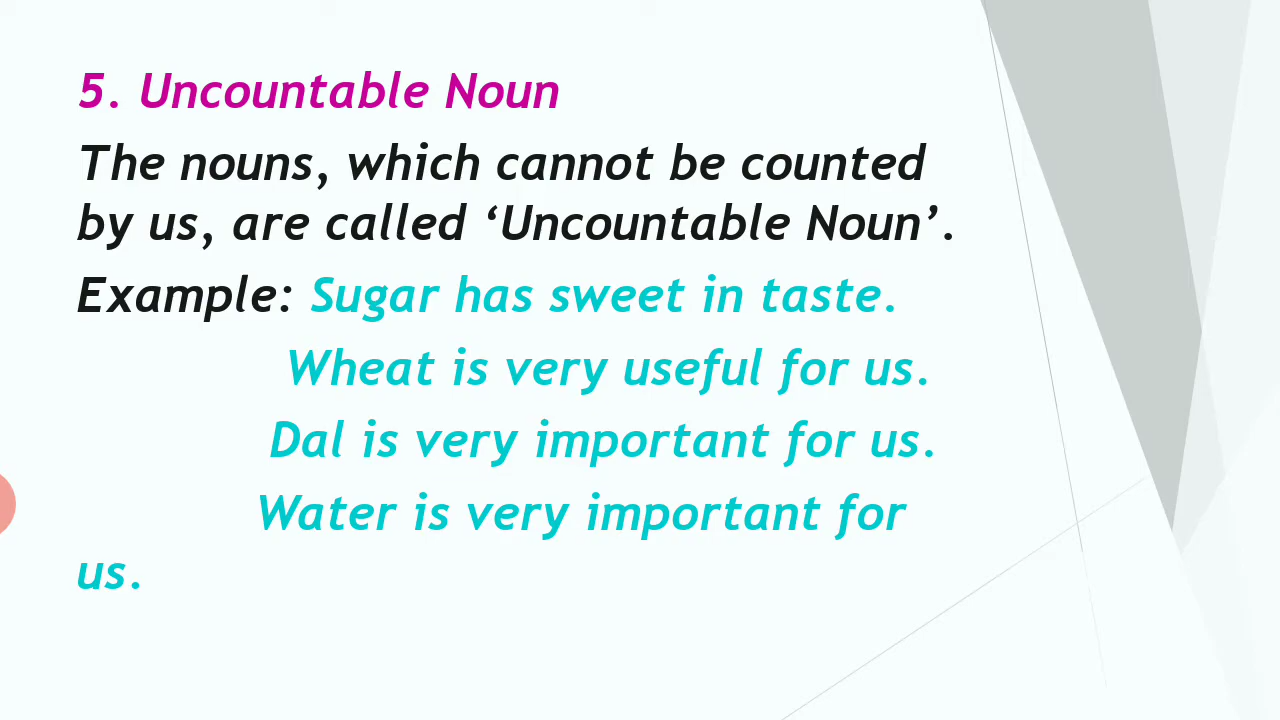 5. Uncountable Noun
The nouns, which cannot be counted
by us, are called ‘Uncountable Noun’.
Example: Sugar has sweet in taste.
Wheat is very useful for us.
Dal is very important for us.
Water is very important for
us.